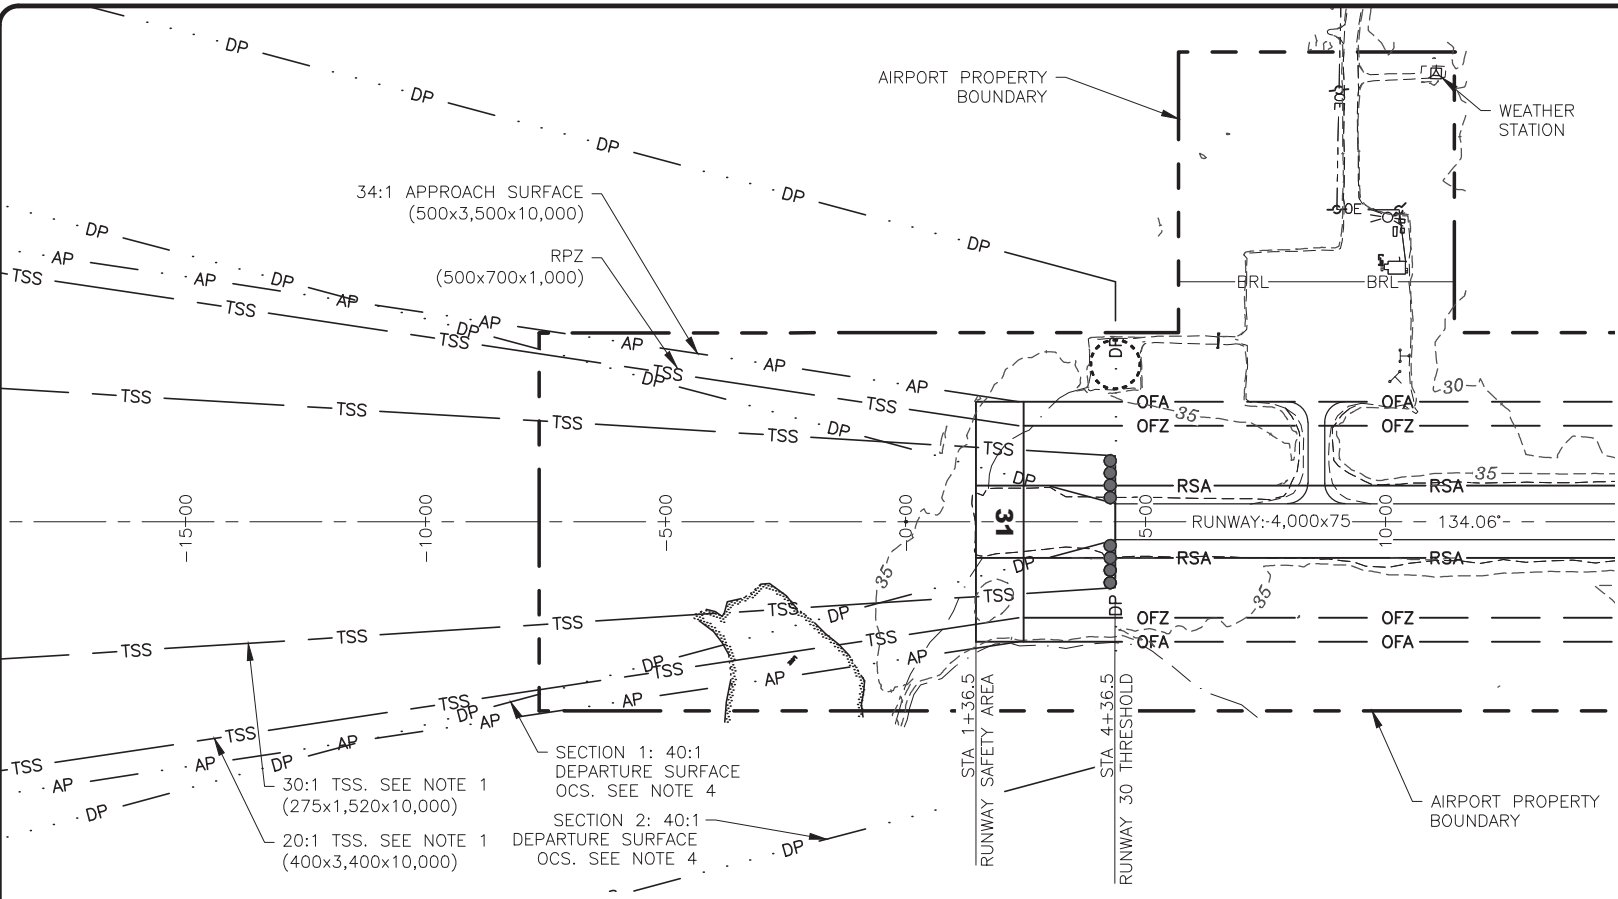 DP
DP
DP
DP
DP
AIRPORT PROPERTY
BOUNDARY
WEATHER
STATION
OE
OE
34:1 APPROACH SURFACE
(500x3,500x10,000)
RPZ
(500x700x1,000)
DP
AP
TSS
AP
DP
AP
TSS
AP
DP
TSS
BRL
BRL
AP
TSS
DP
AP
AP
TSS
DP
DP
OFA
OFA
30
35
OFZ
OFZ
TSS
TSS
TSS
TSS
DP
TSS
DP
RSA
RSA
35
-15+00
-10+00
-5+00
-0+00
31
5+00
RUNWAY: 4,000x75
10+00
134.06°
DP
RSA
RSA
35
35
TSS
TSS
DP
DP
TSS
TSS
TSS
TSS
OFZ
OFZ
OFA
OFA
DP
TSS
AP
AP
AP
TSS
DP
AP
TSS
AP
TSS
AP
DP
AP
DP
STA 1+36.5
RUNWAY SAFETY AREA
STA 4+36.5
RUNWAY 30 THRESHOLD
30:1 TSS. SEE NOTE 1
(275x1,520x10,000)
20:1 TSS. SEE NOTE 1
(400x3,400x10,000)
SECTION 1: 40:1
DEPARTURE SURFACE
OCS. SEE NOTE 4
SECTION 2: 40:1
DEPARTURE SURFACE
OCS. SEE NOTE 4
DP
AIRPORT PROPERTY
BOUNDARY